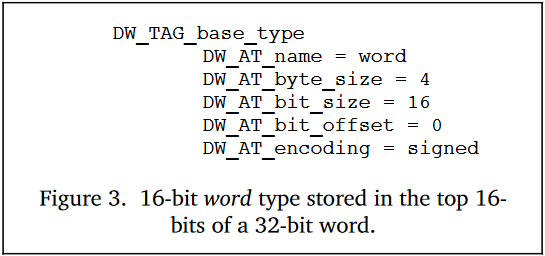 DW_TAG_base_type
DW_AT_name = word
DW_AT_byte_size = 4
DW_AT_bit_size = 16
DW_AT_bit_offset = 0
DW_AT_encoding = signed
Figure 3. 16-bit word type stored in the top 16-
bits of a 32-bit word.